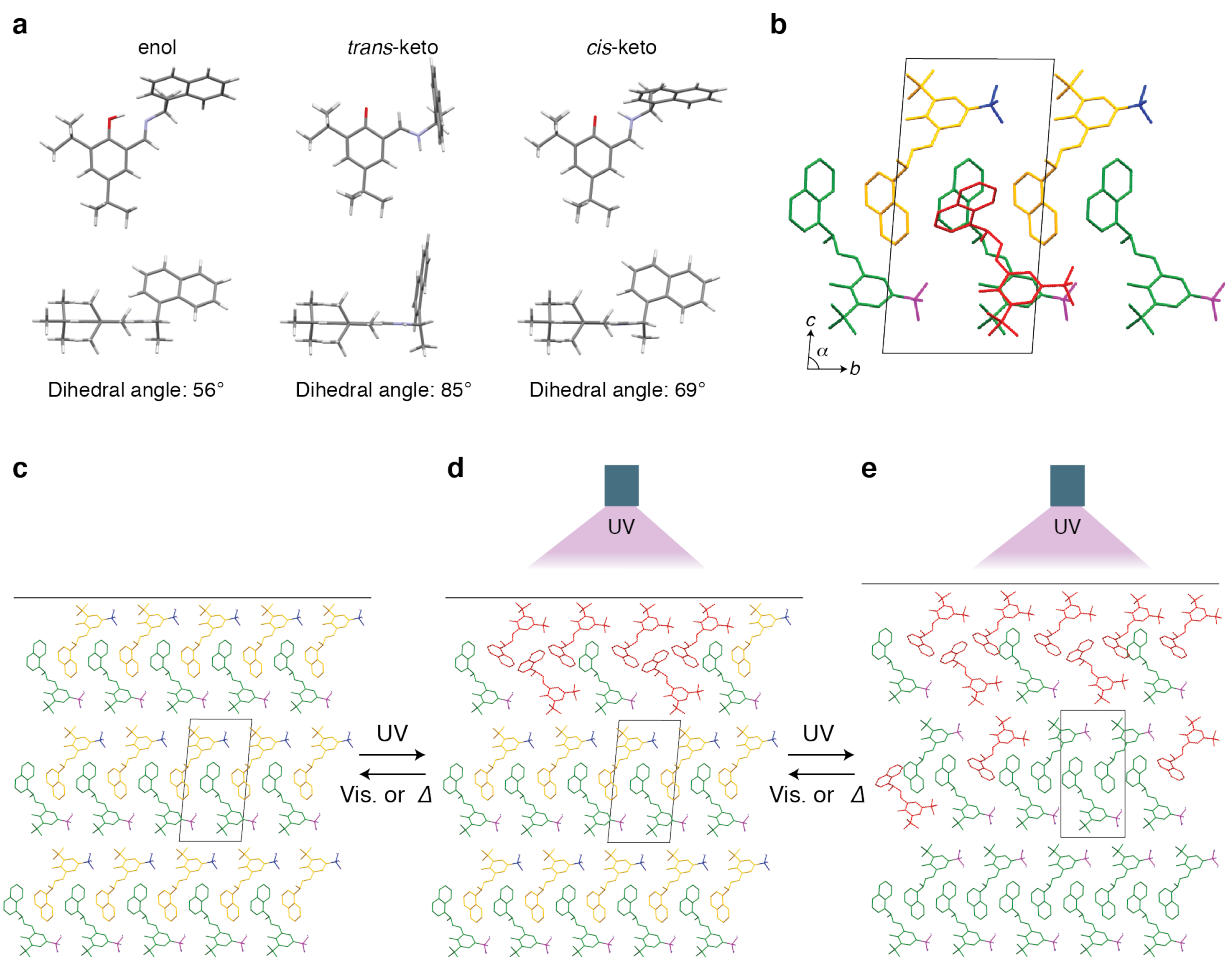 a
enol
trans-keto
cis-keto
Dihedral angle: 56°
Dihedral angle: 85°
Dihedral angle: 69°
b
c
α
b
c
d
UV
e
UV
UV
Vis. or Δ
UV
Vis. or Δ